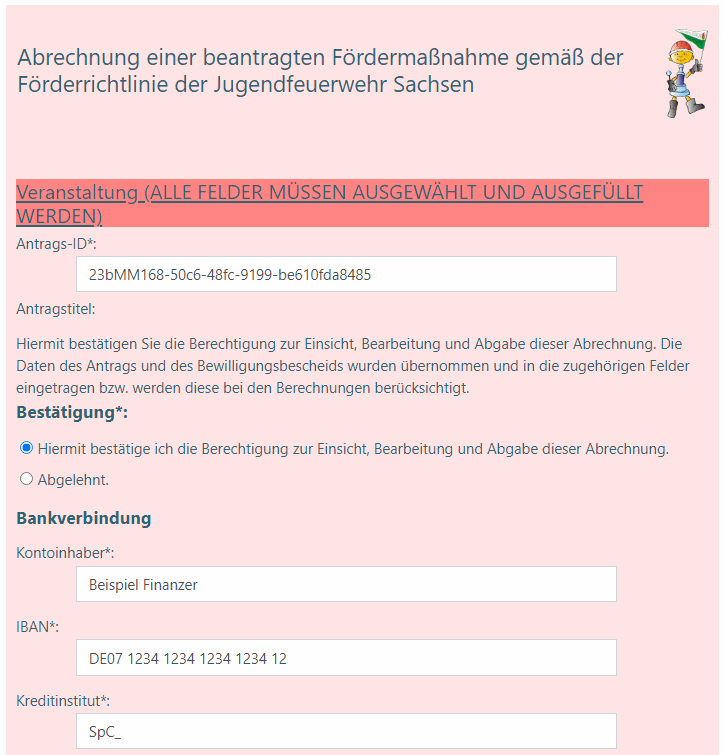 Abrechnung einer beantragten Fördermaßnahme gemäß der
Förderrichtlinie der Jugendfeuerwehr Sachsen
Veranstaltung (ALLE FELDER MÜSSEN AUSGEWÄHLT UND AUSGEFÜLLT
WERDEN)
Antrags-ID*:
23bMM168-50c6-48fc-9199-be610fda8485
Antragstitel:
Hiermit bestätigen Sie die Berechtigung zur Einsicht, Bearbeitung und Abgabe dieser Abrechnung. Die
Daten des Antrags und des Bewilligungsbescheids wurden übernommen und in die zugehörigen Felder
eingetragen bzw. werden diese bei den Berechnungen berücksichtigt.
Bestätigung*:
Hiermit bestätige ich die Berechtigung zur Einsicht, Bearbeitung und Abgabe dieser Abrechnung.
Abgelehnt.
Bankverbindung
Kontoinhaber*:
Beispiel Finanzer
IBAN*:
DE07 1234 1234 1234 1234 12
Kreditinstitut*:
SpC_